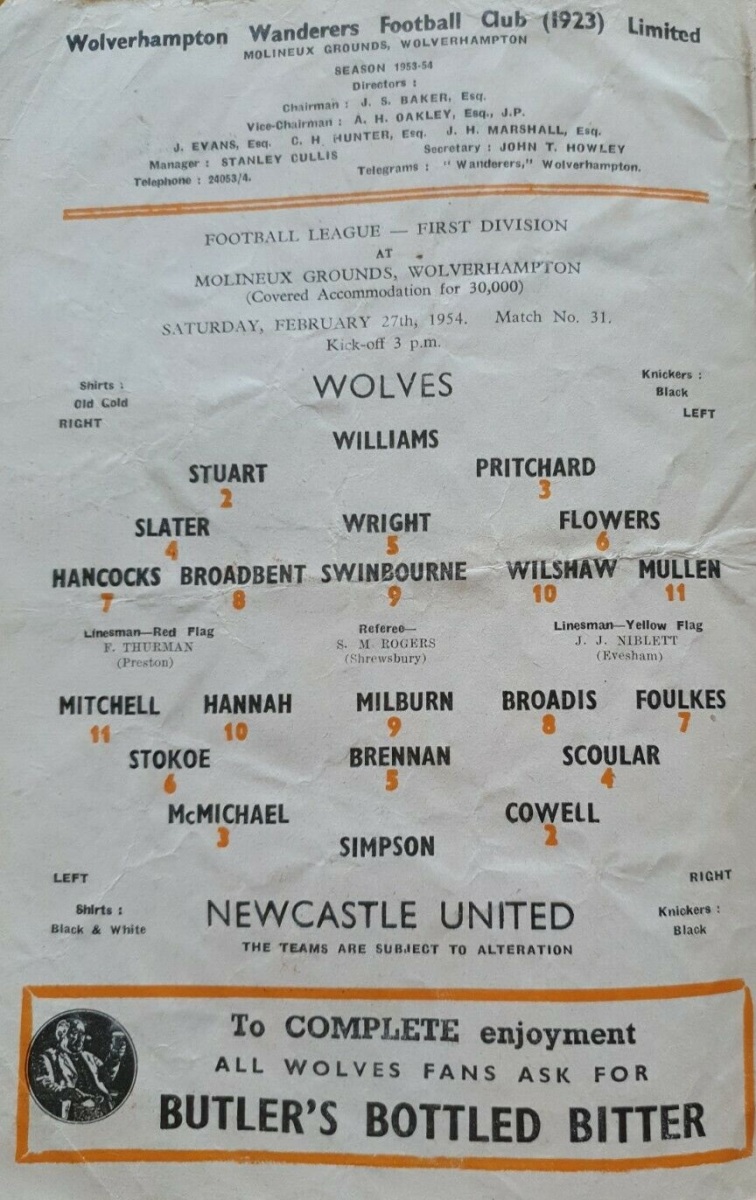 Wolverhampton Wanderers Football Club (1923) Limited
MOLINEUX GROUNDS, WOLVERHAMPTON
SEASON 1953-54
Directors :
Chairman : J. S. BAKER, Esq.
Vice-Chairman : A. H. OAKLEY, Esq., J.P.
J. EVANS, Esq. C. H. HUNTER, Esq. J. H. MARSHALL, Esq.
Manager : STANLEY CULLIS Secretary : JOHN T. HOWLEY
Telephone : 24053/4. Telegrams : "Wanderers," Wolverhampton.
FOOTBALL LEAGUE — FIRST DIVISION
AT
MOLINEUX GROUNDS, WOLVERHAMPTON
(Covered Accommodation for 30,000)
SATURDAY, FEBRUARY 27th, 1954. Match No. 31.
Kick-off 3 p.m.
Shirts : WOLVES Knickers :
Old Gold Black
RIGHT LEFT
WILLIAMS
STUART PRITCHARD
2 3
SLATER WRIGHT FLOWERS
4 5 6
HANCOCKS BROADBENT SWINBOURNE WILSHAW MULLEN
7 8 9 10 11
Linesman—Red Flag Referee— Linesman—Yellow Flag
F. THURMAN S. M. ROGERS J. J. NIBLETT
(Preston) (Shrewsbury) (Evesham)
MITCHELL HANNAH MILBURN BROADIS FOULKES
11 10 9 8 7
STOKOE BRENNAN SCOULAR
6 5 4
McMICHAEL COWELL
3 2
SIMPSON
LEFT RIGHT
Shirts : NEWCASTLE UNITED Knickers :
Black & White Black
THE TEAMS ARE SUBJECT TO ALTERATION
To COMPLETE enjoyment
ALL WOLVES FANS ASK FOR
BUTLER'S BOTTLED BITTER